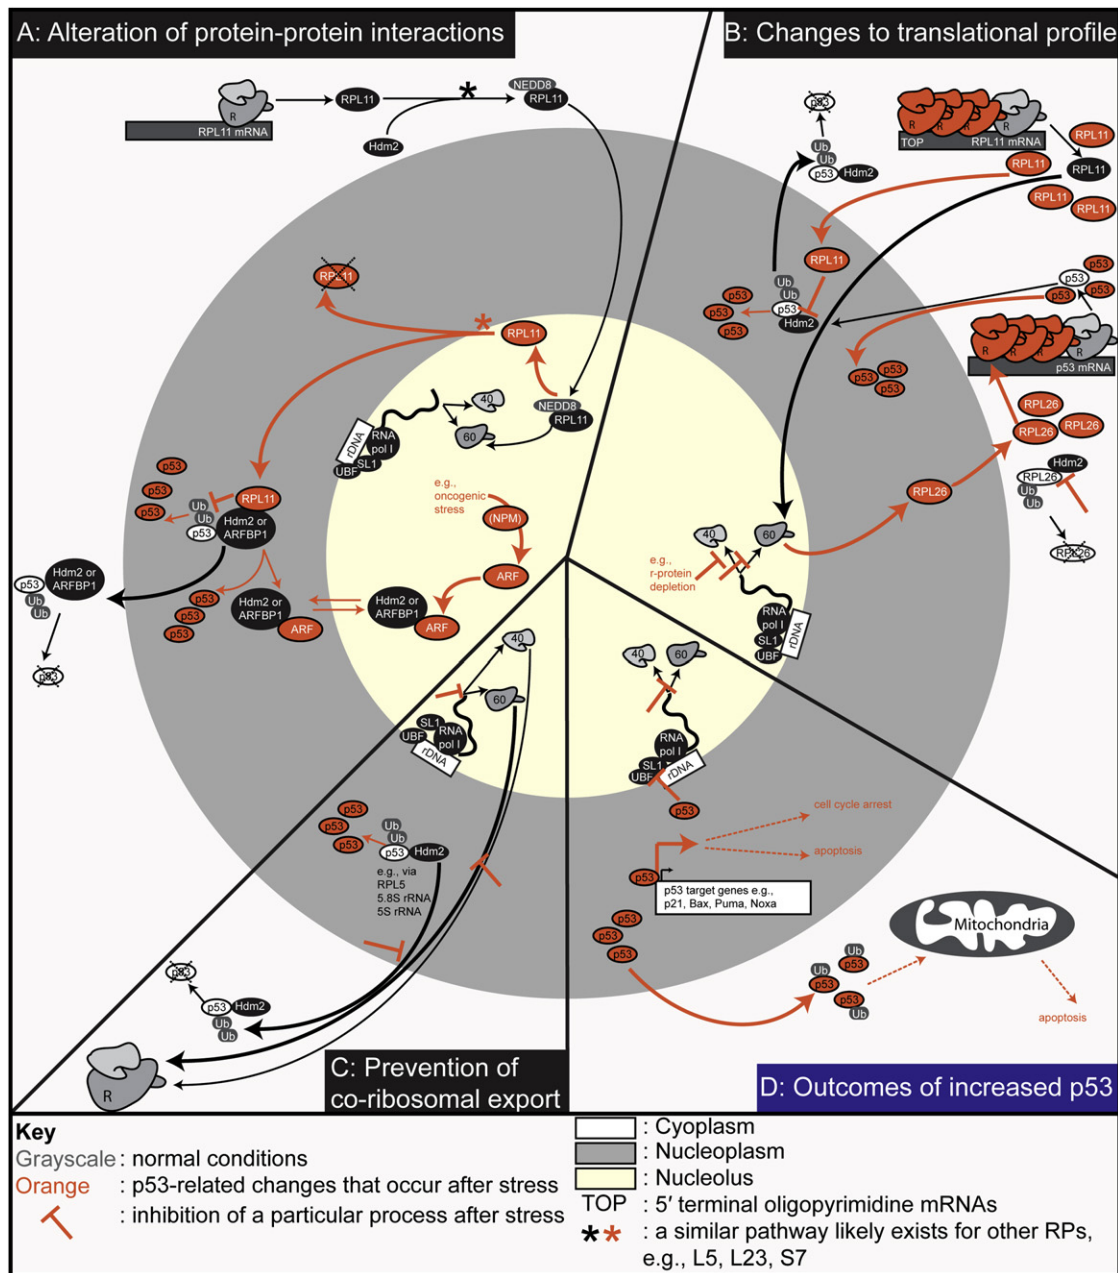 A: Alteration of protein-protein interactions
B: Changes to translational profile
NEDD8
RPL11
RPL11
R
RPL11 mRNA
Hdm2
RPL11
RPL11
NEDD8
RPL11
40
60
rDNA
RNA
pol I
SL1
UBF
e.g.,
oncogenic
stress
(NPM)
ARF
p53
p53
p53
RPL11
Ub
Ub
p53
Hdm2 or
ARFBP1
p53
Hdm2 or
ARFBP1
Ub
Ub
p53
p53
p53
p53
Hdm2 or
ARFBP1
ARF
Hdm2 or
ARFBP1
ARF
p53
Ub
Ub
p53
Hdm2
R
R
R
R
TOP
RPL11 mRNA
RPL11
RPL11
RPL11
RPL11
RPL11
RPL11
Ub
Ub
p53
Hdm2
p53
p53
p53
p53
p53
p53
p53
R
R
R
R
p53 mRNA
p53
p53
p53
RPL26
RPL26
RPL26
RPL26
Hdm2
RPL26
Ub
Ub
RPL26
40
60
e.g.,
r-protein
depletion
RNA
pol I
SL1
UBF
rDNA
40
60
SL1
UBF
RNA
pol I
rDNA
p53
p53
p53
Ub
Ub
p53
Hdm2
e.g., via
RPL5
5.8S rRNA
5S rRNA
p53
p53
Hdm2
Ub
Ub
R
C: Prevention of
co-ribosomal export
40
60
RNA
pol I
SL1
UBF
rDNA
p53
cell cycle arrest
apoptosis
p53
p53 target genes e.g.,
p21, Bax, Puma, Noxa
p53
p53
p53
Ub
p53
Ub
p53
p53
Ub
Mitochondria
apoptosis
D: Outcomes of increased p53
Key
Grayscale : normal conditions
Orange : p53-related changes that occur after stress
: inhibition of a particular process after stress
: Cyoplasm
: Nucleoplasm
: Nucleolus
TOP : 5′ terminal oligopyrimidine mRNAs
** : a similar pathway likely exists for other RPs,
e.g., L5, L23, S7